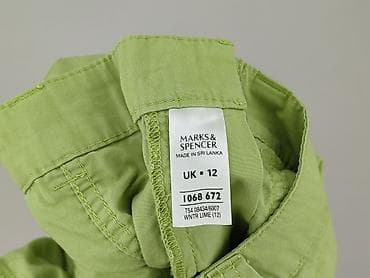 MARKS &
SPENCER
MADE IN SRI LANKA
UK • 12
1068 672
WNTR LIME (12)